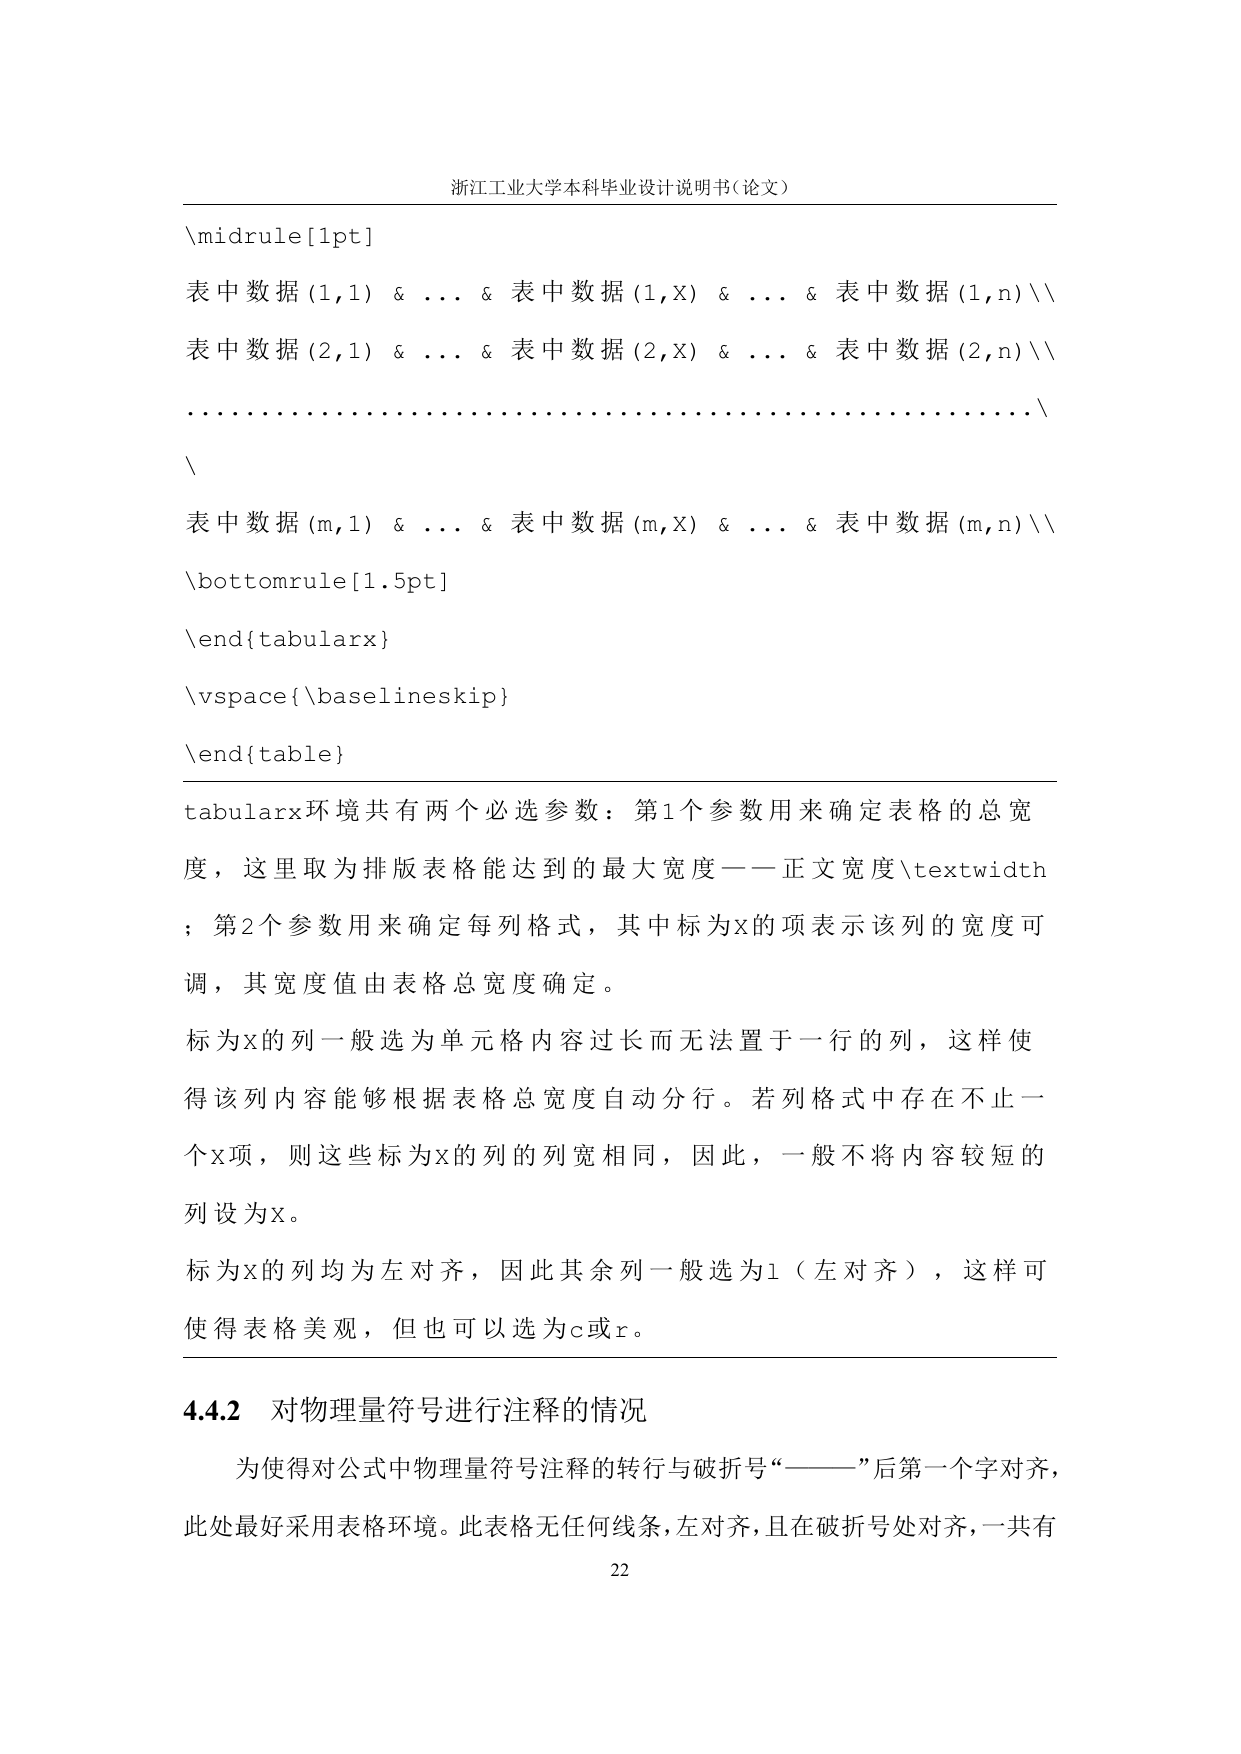 浙江工业大学本科毕业设计说明书（论文）
\midrule[1pt]
表中数据(1,1) & ... & 表中数据(1,X) & ... & 表中数据(1,n)\\
表中数据(2,1) & ... & 表中数据(2,X) & ... & 表中数据(2,n)\\
.........................................................\
\
表中数据(m,1) & ... & 表中数据(m,X) & ... & 表中数据(m,n)\\
\bottomrule[1.5pt]
\end{tabularx}
\vspace{\baselineskip}
\end{table}
tabularx环境共有两个必选参数：第1个参数用来确定表格的总宽
度，这里取为排版表格能达到的最大宽度——正文宽度\textwidth
；第2个参数用来确定每列格式，其中标为X的项表示该列的宽度可
调，其宽度值由表格总宽度确定。
标为X的列一般选为单元格内容过长而无法置于一行的列，这样使
得该列内容能够根据表格总宽度自动分行。若列格式中存在不止一
个X项，则这些标为X的列的列宽相同，因此，一般不将内容较短的
列设为X。
标为X的列均为左对齐，因此其余列一般选为l（左对齐），这样可
使得表格美观，但也可以选为c或r。
4.4.2 对物理量符号进行注释的情况
为使得对公式中物理量符号注释的转行与破折号“———”后第一个字对齐，
此处最好采用表格环境。此表格无任何线条，左对齐，且在破折号处对齐，一共有
22